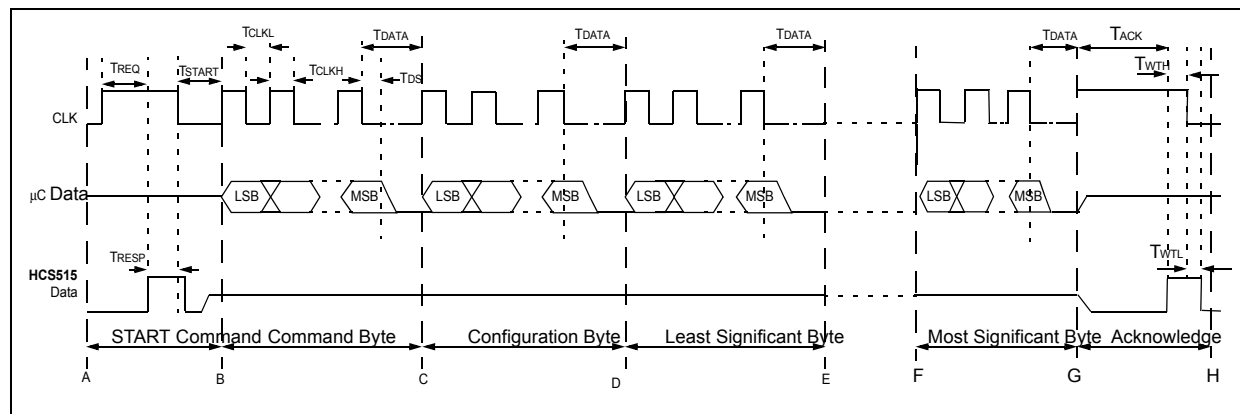 TCLKL TDATA TDATA TDATA TDATA TACK
TREQ TSTART TCLKH TDS TWTH
CLK
µC Data LSB MSB LSB MSB LSB MSB LSB MSB
TRESP TWTL
HCS515
Data
START Command Command Byte Configuration Byte Least Significant Byte Most Significant Byte Acknowledge
A B C D E F G H